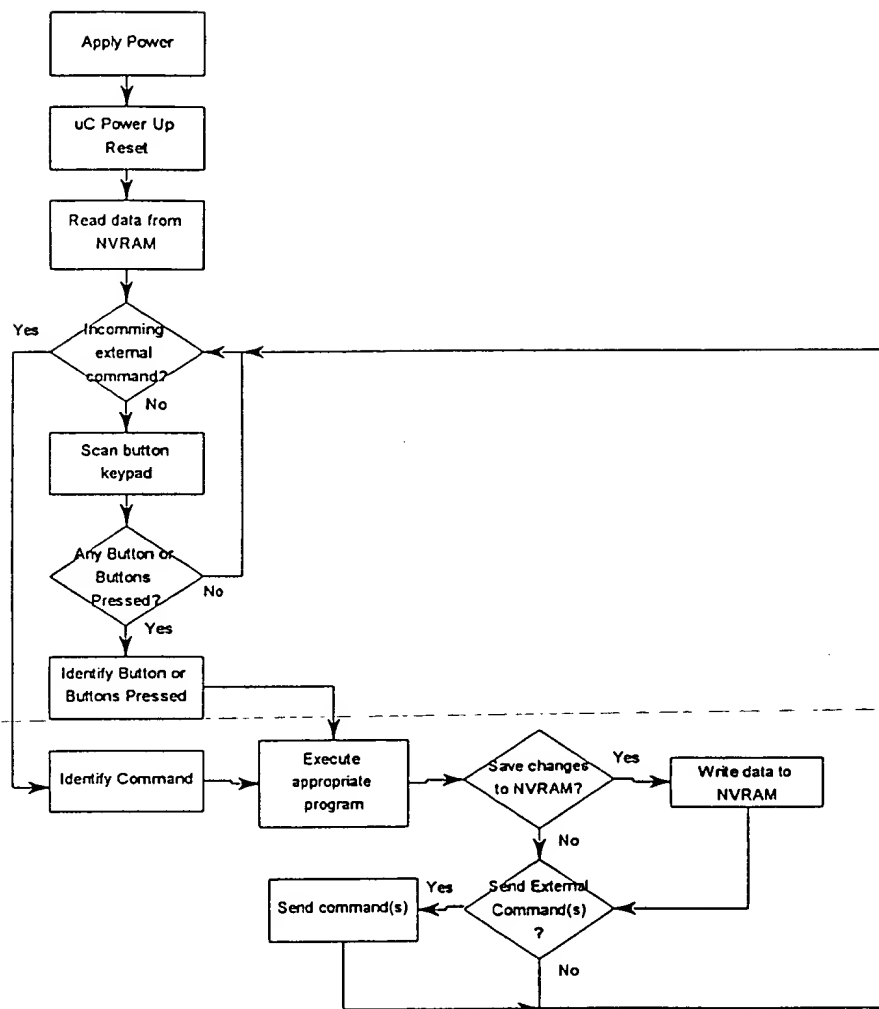 Apply Power
uC Power Up
Reset
Read data from
NVRAM
Yes
Incomming
external
command?
No
Scan button
keypad
Any Button or
Buttons
Pressed?
No
Yes
Identify Button or
Buttons Pressed
Identify Command
Execute
appropriate
program
Save changes
to NVRAM?
Yes
Write data to
NVRAM
No
Send command(s)
Yes
Send External
Command(s)
?
No